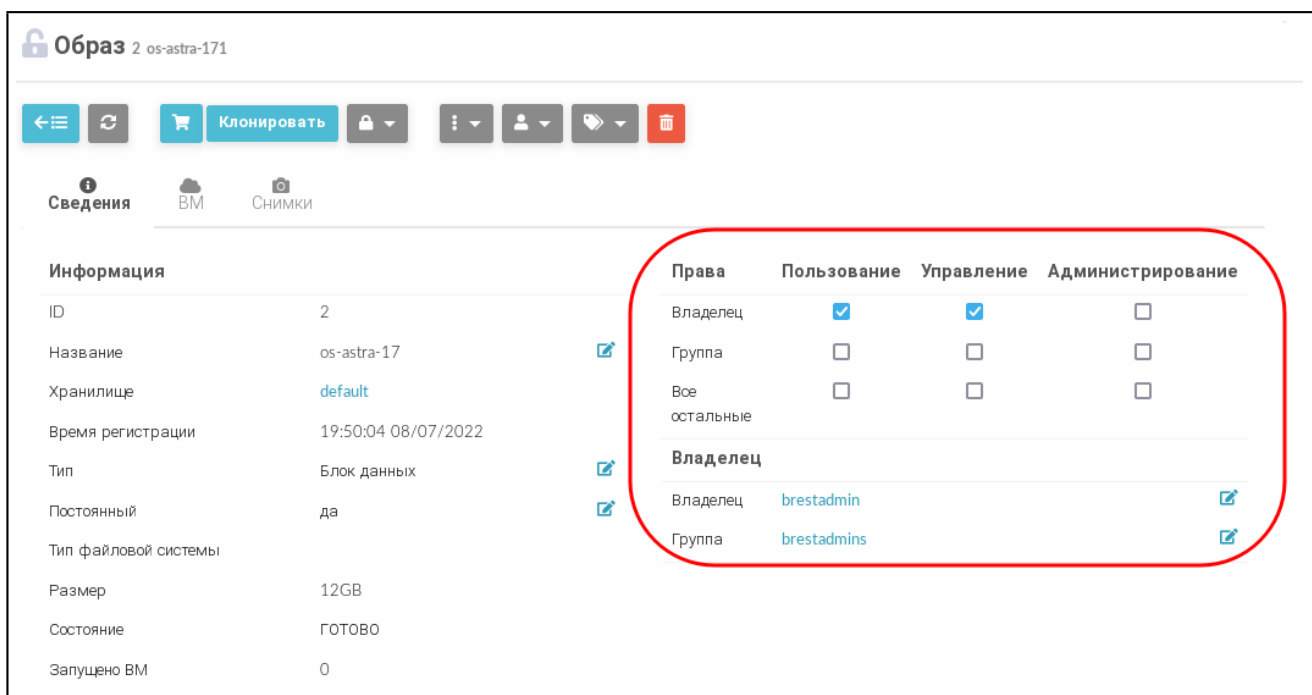 Образ 2 os-astra-171
Клонировать
Сведения ВМ Снимки
Информация
ID 2
Название os-astra-17
Хранилище default
Время регистрации 19:50:04 08/07/2022
Тип Блок данных
Постоянный да
Тип файловой системы
Размер 12GB
Состояние ГОТОВО
Запущено ВМ 0
Права Пользование Управление Администрирование
Владелец
Группа
Все
остальные
Владелец
Владелец brestadmin
Группа brestadmins